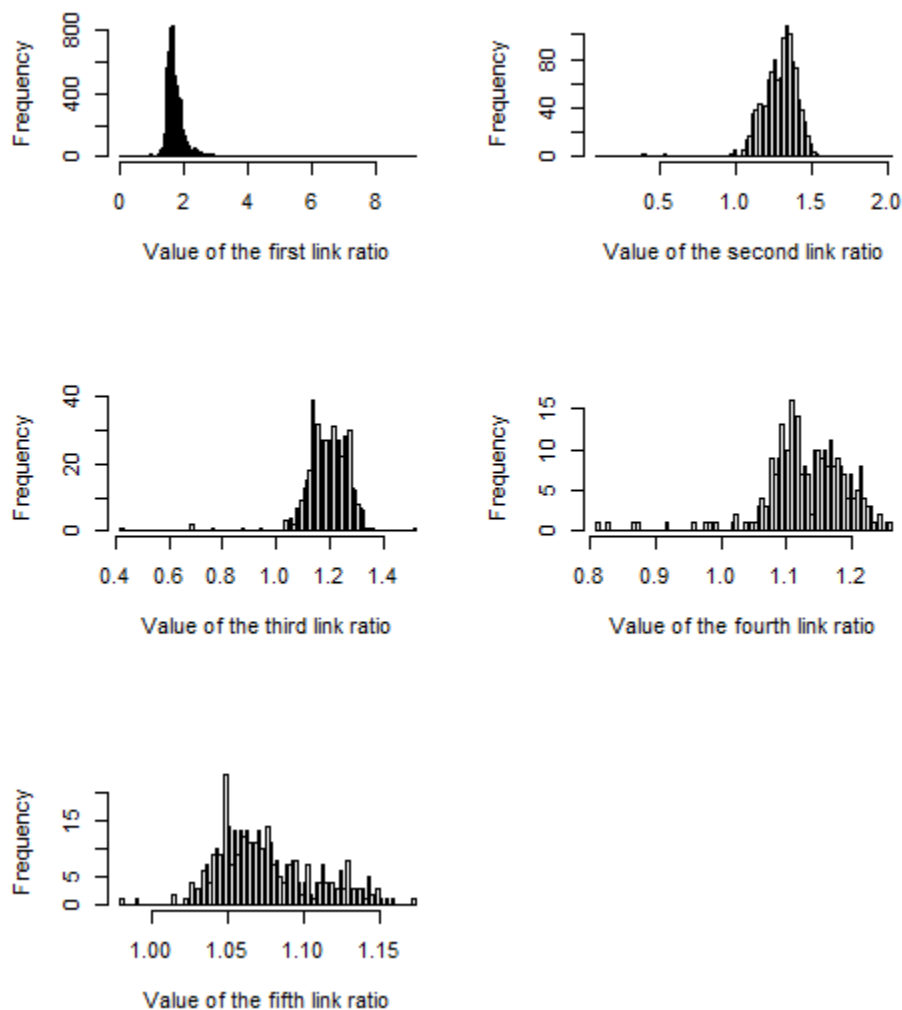 Frequency
800
400
0
0 2 4 6 8
Value of the first link ratio
Frequency
80
40
0
0.5 1.0 1.5 2.0
Value of the second link ratio
Frequency
40
20
0
0.4 0.6 0.8 1.0 1.2 1.4
Value of the third link ratio
Frequency
15
10
5
0
0.8 0.9 1.0 1.1 1.2
Value of the fourth link ratio
Frequency
15
5
0
1.00 1.05 1.10 1.15
Value of the fifth link ratio